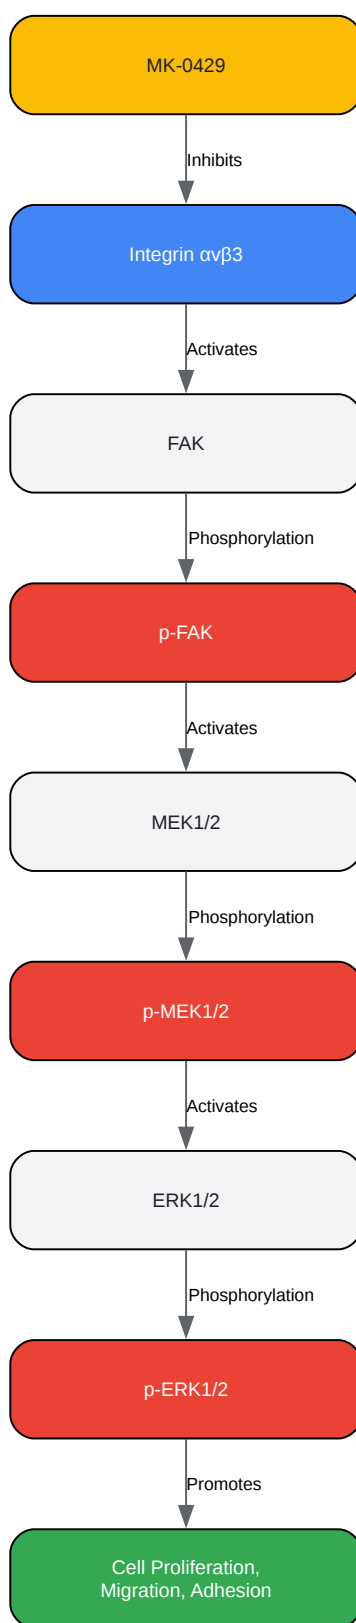 MK-0429
Inhibits
Integrin αvβ3
Activates
FAK
Phosphorylation
p-FAK
Activates
MEK1/2
Phosphorylation
p-MEK1/2
Activates
ERK1/2
Phosphorylation
p-ERK1/2
Promotes
Cell Proliferation,
Migration, Adhesion